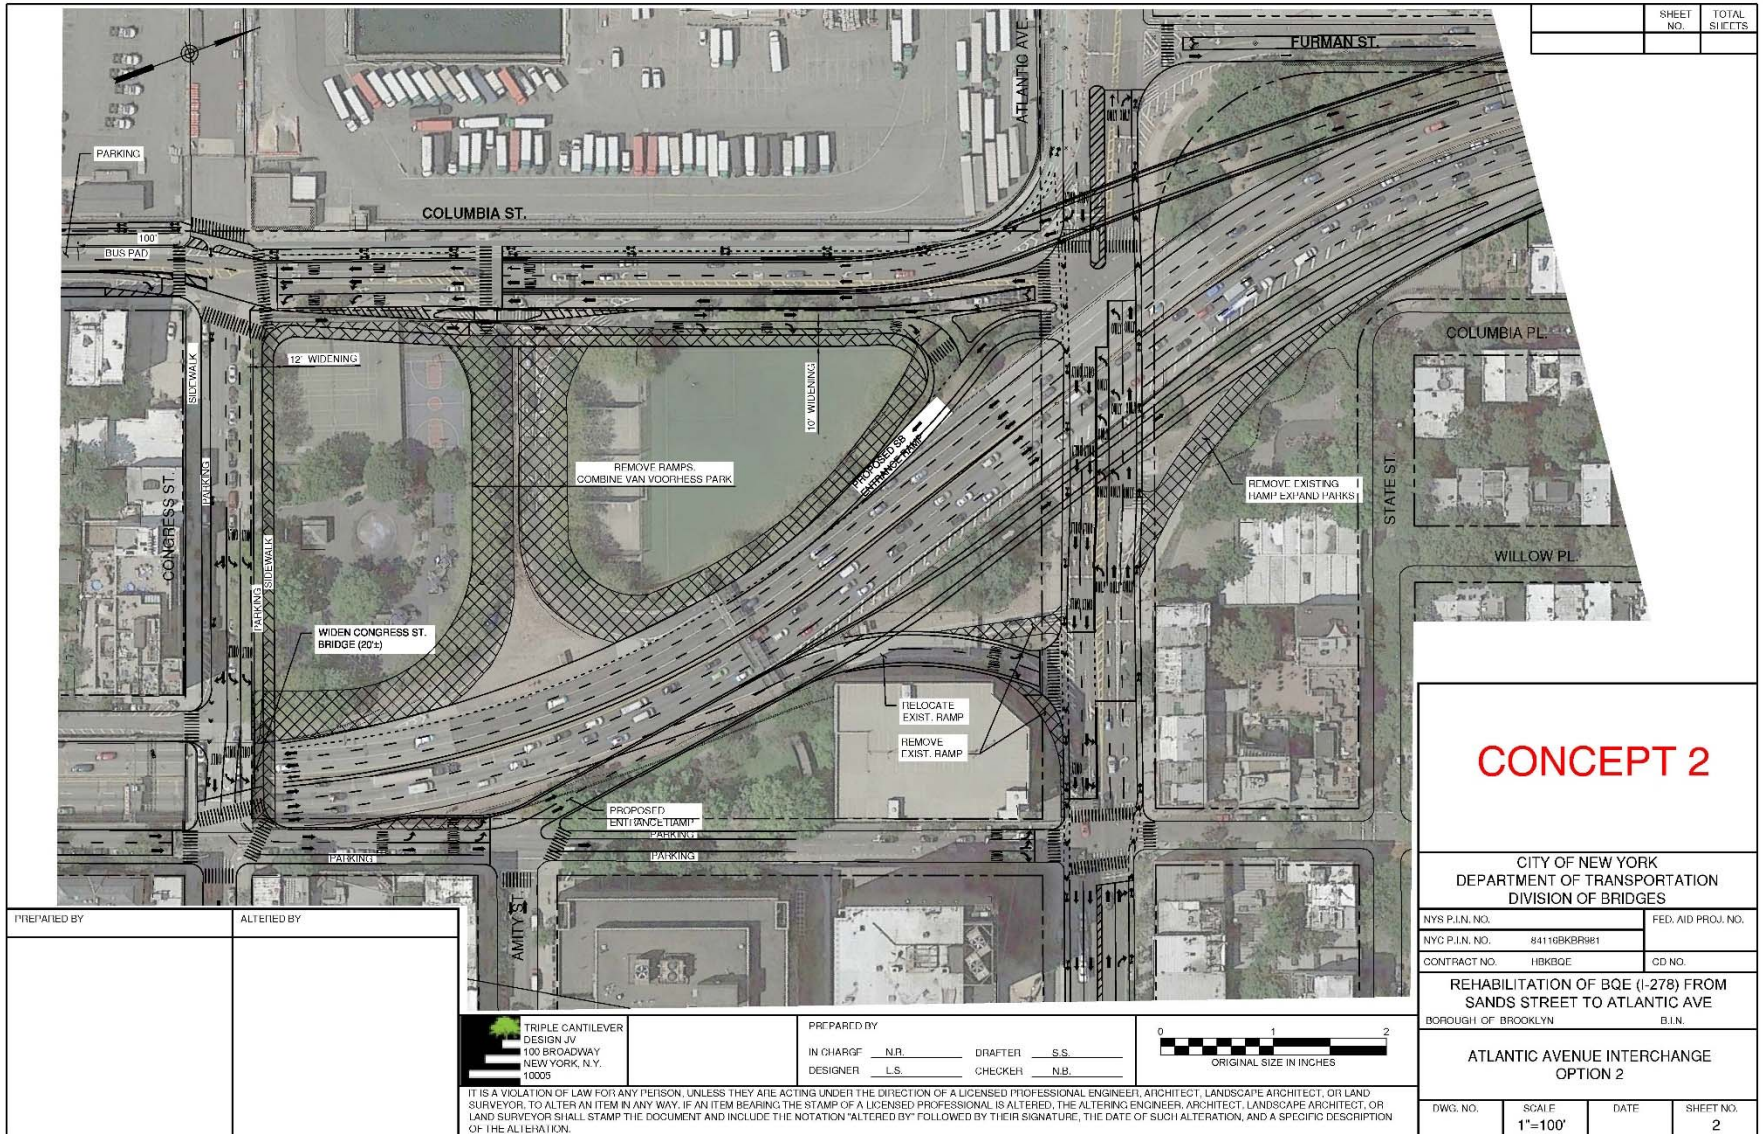 SHEET
NO.
TOTAL
SHEETS
FURMAN ST.
ATLANTIC AVE
PARKING
COLUMBIA ST.
100'
BUS PAD
SIDEWALK
12' WIDENING
10' WIDENING
COLUMBIA PL.
CONGRESS ST.
PARKING
REMOVE RAMPS.
COMBINE VAN VOORHESS PARK
PROPOSED SB
ENTRANCE RAMP
REMOVE EXISTING
RAMP EXPAND PARKS
STATE ST.
WILLOW PL.
SIDEWALK
PARKING
WIDEN CONGRESS ST.
BRIDGE (20'±)
RELOCATE
EXIST. RAMP
REMOVE
EXIST. RAMP
PROPOSED
ENTRANCE RAMP
PARKING
PARKING
PARKING
AMITY ST.
CONCEPT 2
CITY OF NEW YORK
DEPARTMENT OF TRANSPORTATION
DIVISION OF BRIDGES
NYS P.I.N. NO.
FED. AID PROJ. NO.
NYC P.I.N. NO. 84116BKBR981
CONTRACT NO. HBKBQE
CD NO.
REHABILITATION OF BQE (I-278) FROM
SANDS STREET TO ATLANTIC AVE
BOROUGH OF BROOKLYN B.I.N.
ATLANTIC AVENUE INTERCHANGE
OPTION 2
DWG. NO.
SCALE
1"=100'
DATE
SHEET NO.
2
PREPARED BY
ALTERED BY
TRIPLE CANTILEVER
DESIGN JV
100 BROADWAY
NEW YORK, N.Y.
10005
PREPARED BY
IN CHARGE N.R. DRAFTER S.S.
DESIGNER L.S. CHECKER N.B.
0 1 2
ORIGINAL SIZE IN INCHES
IT IS A VIOLATION OF LAW FOR ANY PERSON, UNLESS THEY ARE ACTING UNDER THE DIRECTION OF A LICENSED PROFESSIONAL ENGINEER, ARCHITECT, LANDSCAPE ARCHITECT, OR LAND
SURVEYOR, TO ALTER AN ITEM IN ANY WAY. IF AN ITEM BEARING THE STAMP OF A LICENSED PROFESSIONAL IS ALTERED, THE ALTERING ENGINEER, ARCHITECT, LANDSCAPE ARCHITECT, OR
LAND SURVEYOR SHALL STAMP THE DOCUMENT AND INCLUDE THE NOTATION "ALTERED BY" FOLLOWED BY THEIR SIGNATURE, THE DATE OF SUCH ALTERATION, AND A SPECIFIC DESCRIPTION
OF THE ALTERATION.